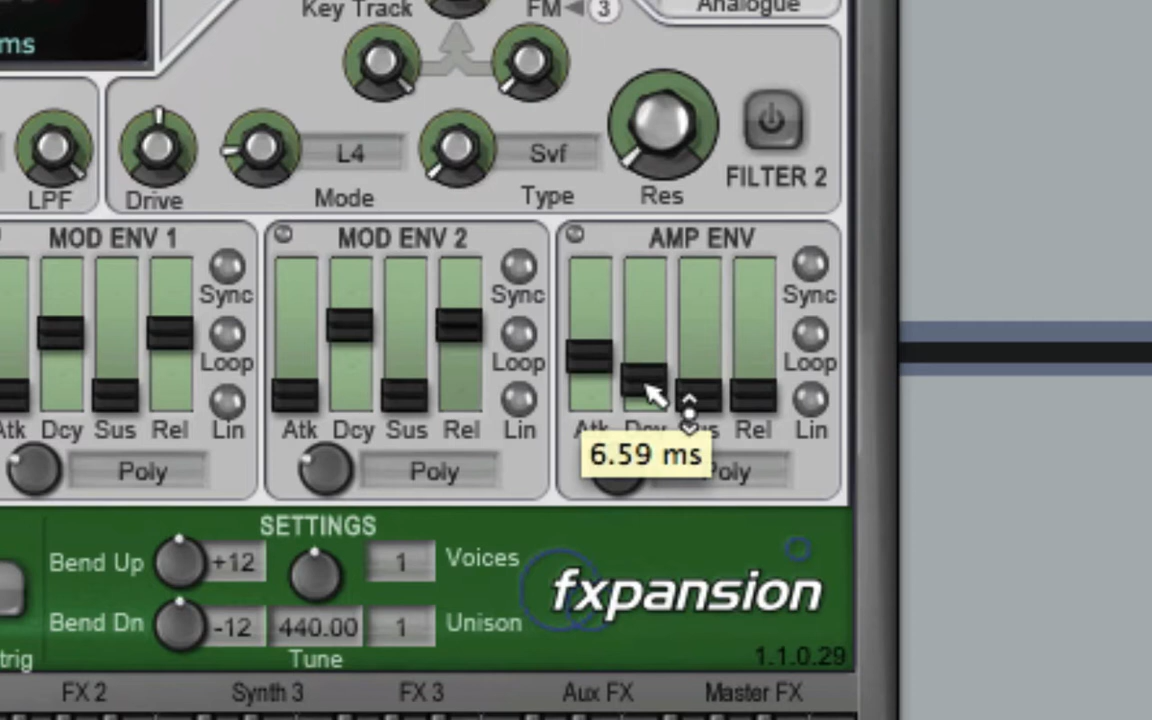 Key Track FM 3 Analogue
ms
L4 Svf
FILTER 2
LPF Drive Mode Type Res
MOD ENV 1 MOD ENV 2 AMP ENV
Sync Sync Sync
Loop Loop Loop
Atk Dcy Sus Rel Lin Atk Dcy Sus Rel Lin Atk Dcy Sus Rel Lin
6.59 ms
Poly Poly Poly
SETTINGS
Bend Up +12 1 Voices
fxpansion
Bend Dn -12 440.00 1 Unison
trig Tune 1.1.0.29
FX 2 Synth 3 FX 3 Aux FX Master FX